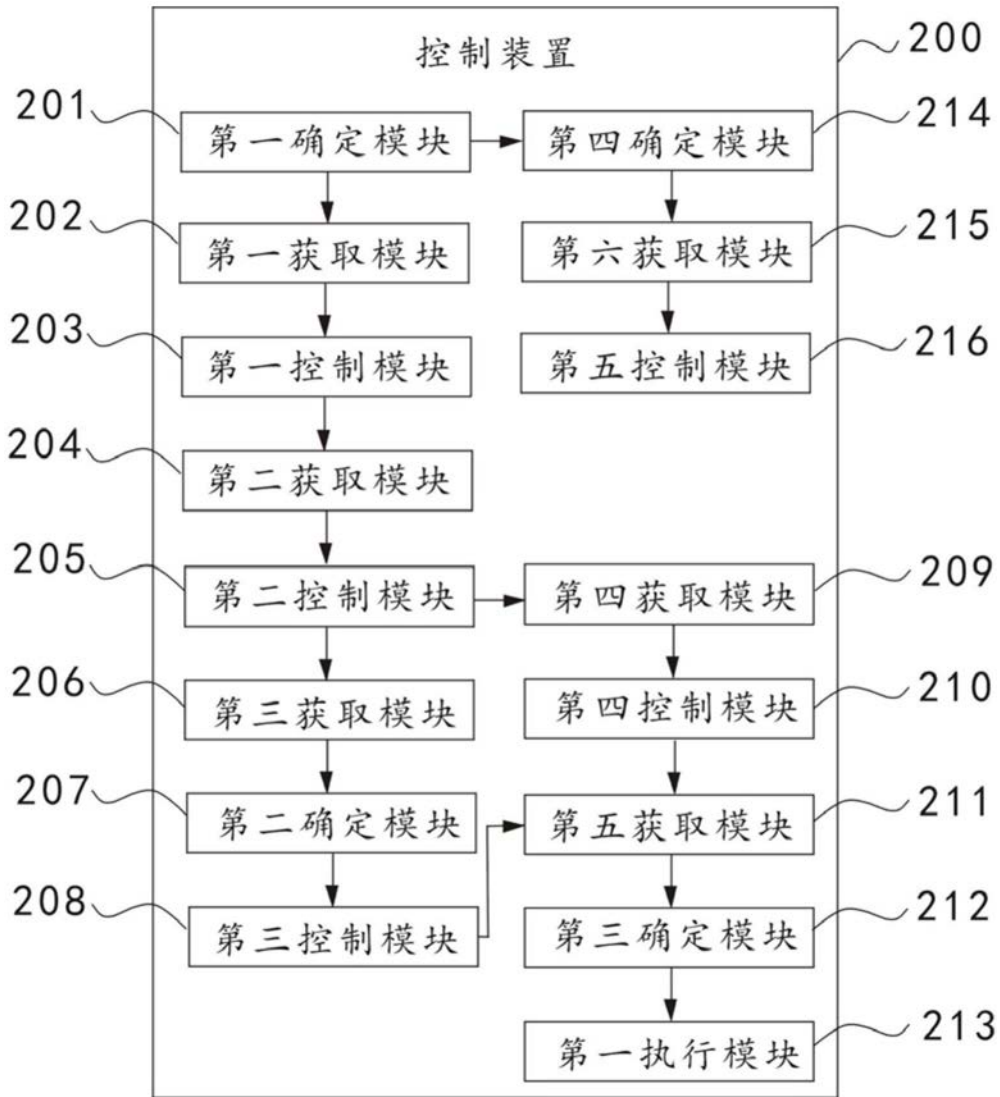 控制装置
200
201
第一确定模块
第四确定模块
214
202
第一获取模块
第六获取模块
215
203
第一控制模块
第五控制模块
216
204
第二获取模块
205
第二控制模块
第四获取模块
209
206
第三获取模块
第四控制模块
210
207
第二确定模块
第五获取模块
211
208
第三控制模块
第三确定模块
212
第一执行模块
213